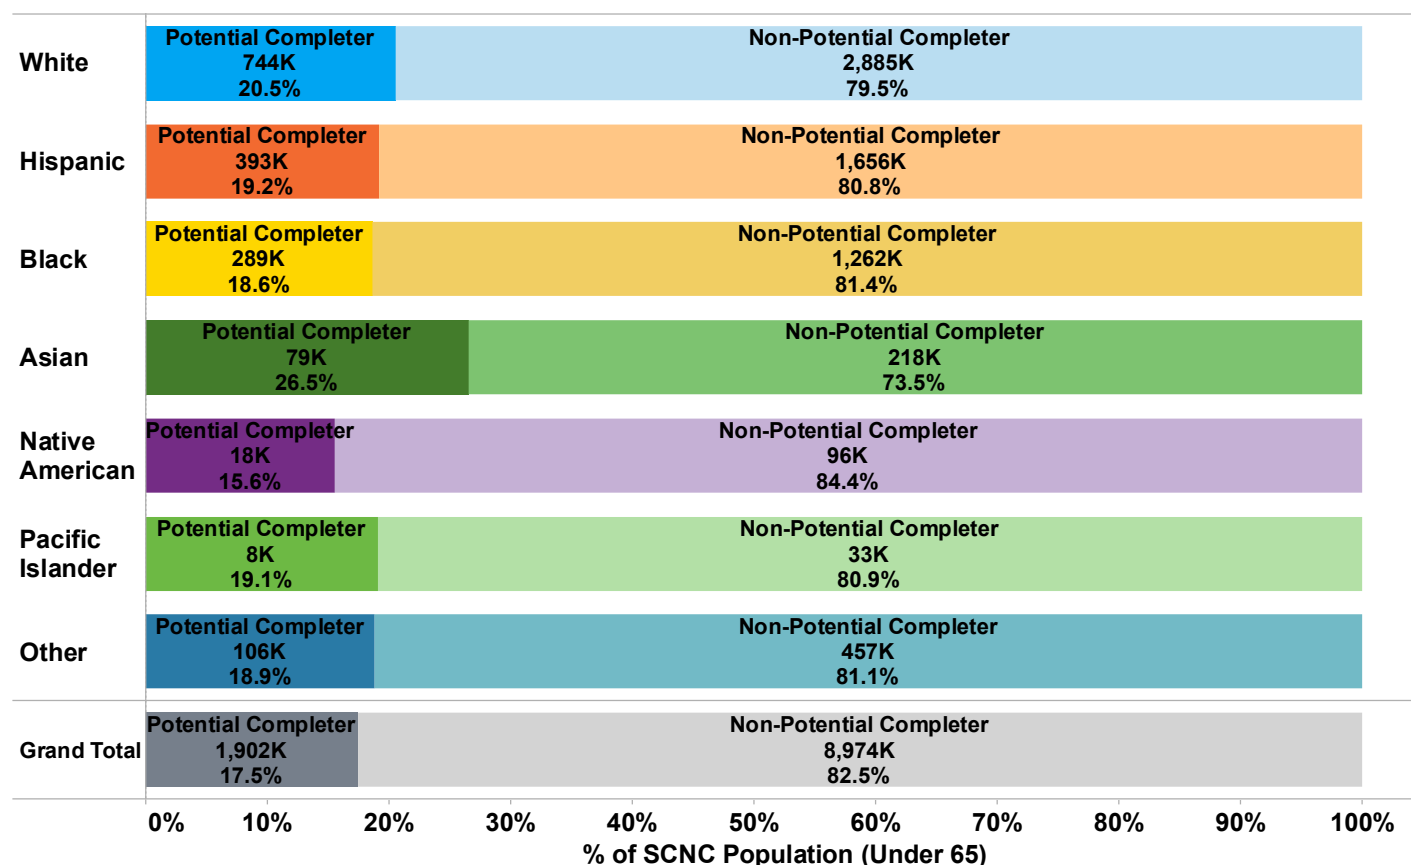 White
Potential Completer
744K
20.5%
Non-Potential Completer
2,885K
79.5%
Hispanic
Potential Completer
393K
19.2%
Non-Potential Completer
1,656K
80.8%
Black
Potential Completer
289K
18.6%
Non-Potential Completer
1,262K
81.4%
Asian
Potential Completer
79K
26.5%
Non-Potential Completer
218K
73.5%
Native
American
Potential Completer
18K
15.6%
Non-Potential Completer
96K
84.4%
Pacific
Islander
Potential Completer
8K
19.1%
Non-Potential Completer
33K
80.9%
Other
Potential Completer
106K
18.9%
Non-Potential Completer
457K
81.1%
Grand Total
Potential Completer
1,902K
17.5%
Non-Potential Completer
8,974K
82.5%
0% 10% 20% 30% 40% 50% 60% 70% 80% 90% 100%
% of SCNC Population (Under 65)